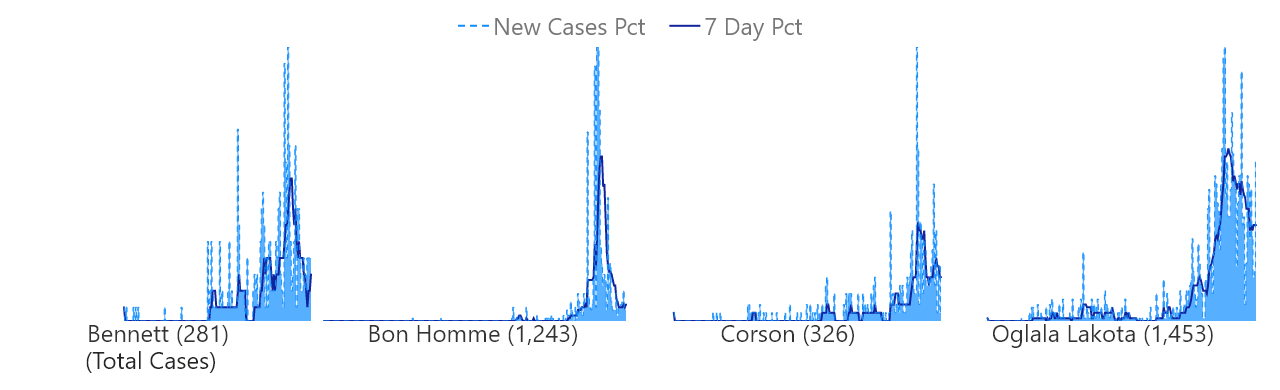 New Cases Pct 7 Day Pct
Bennett (281) Bon Homme (1,243) Corson (326) Oglala Lakota (1,453)
(Total Cases)